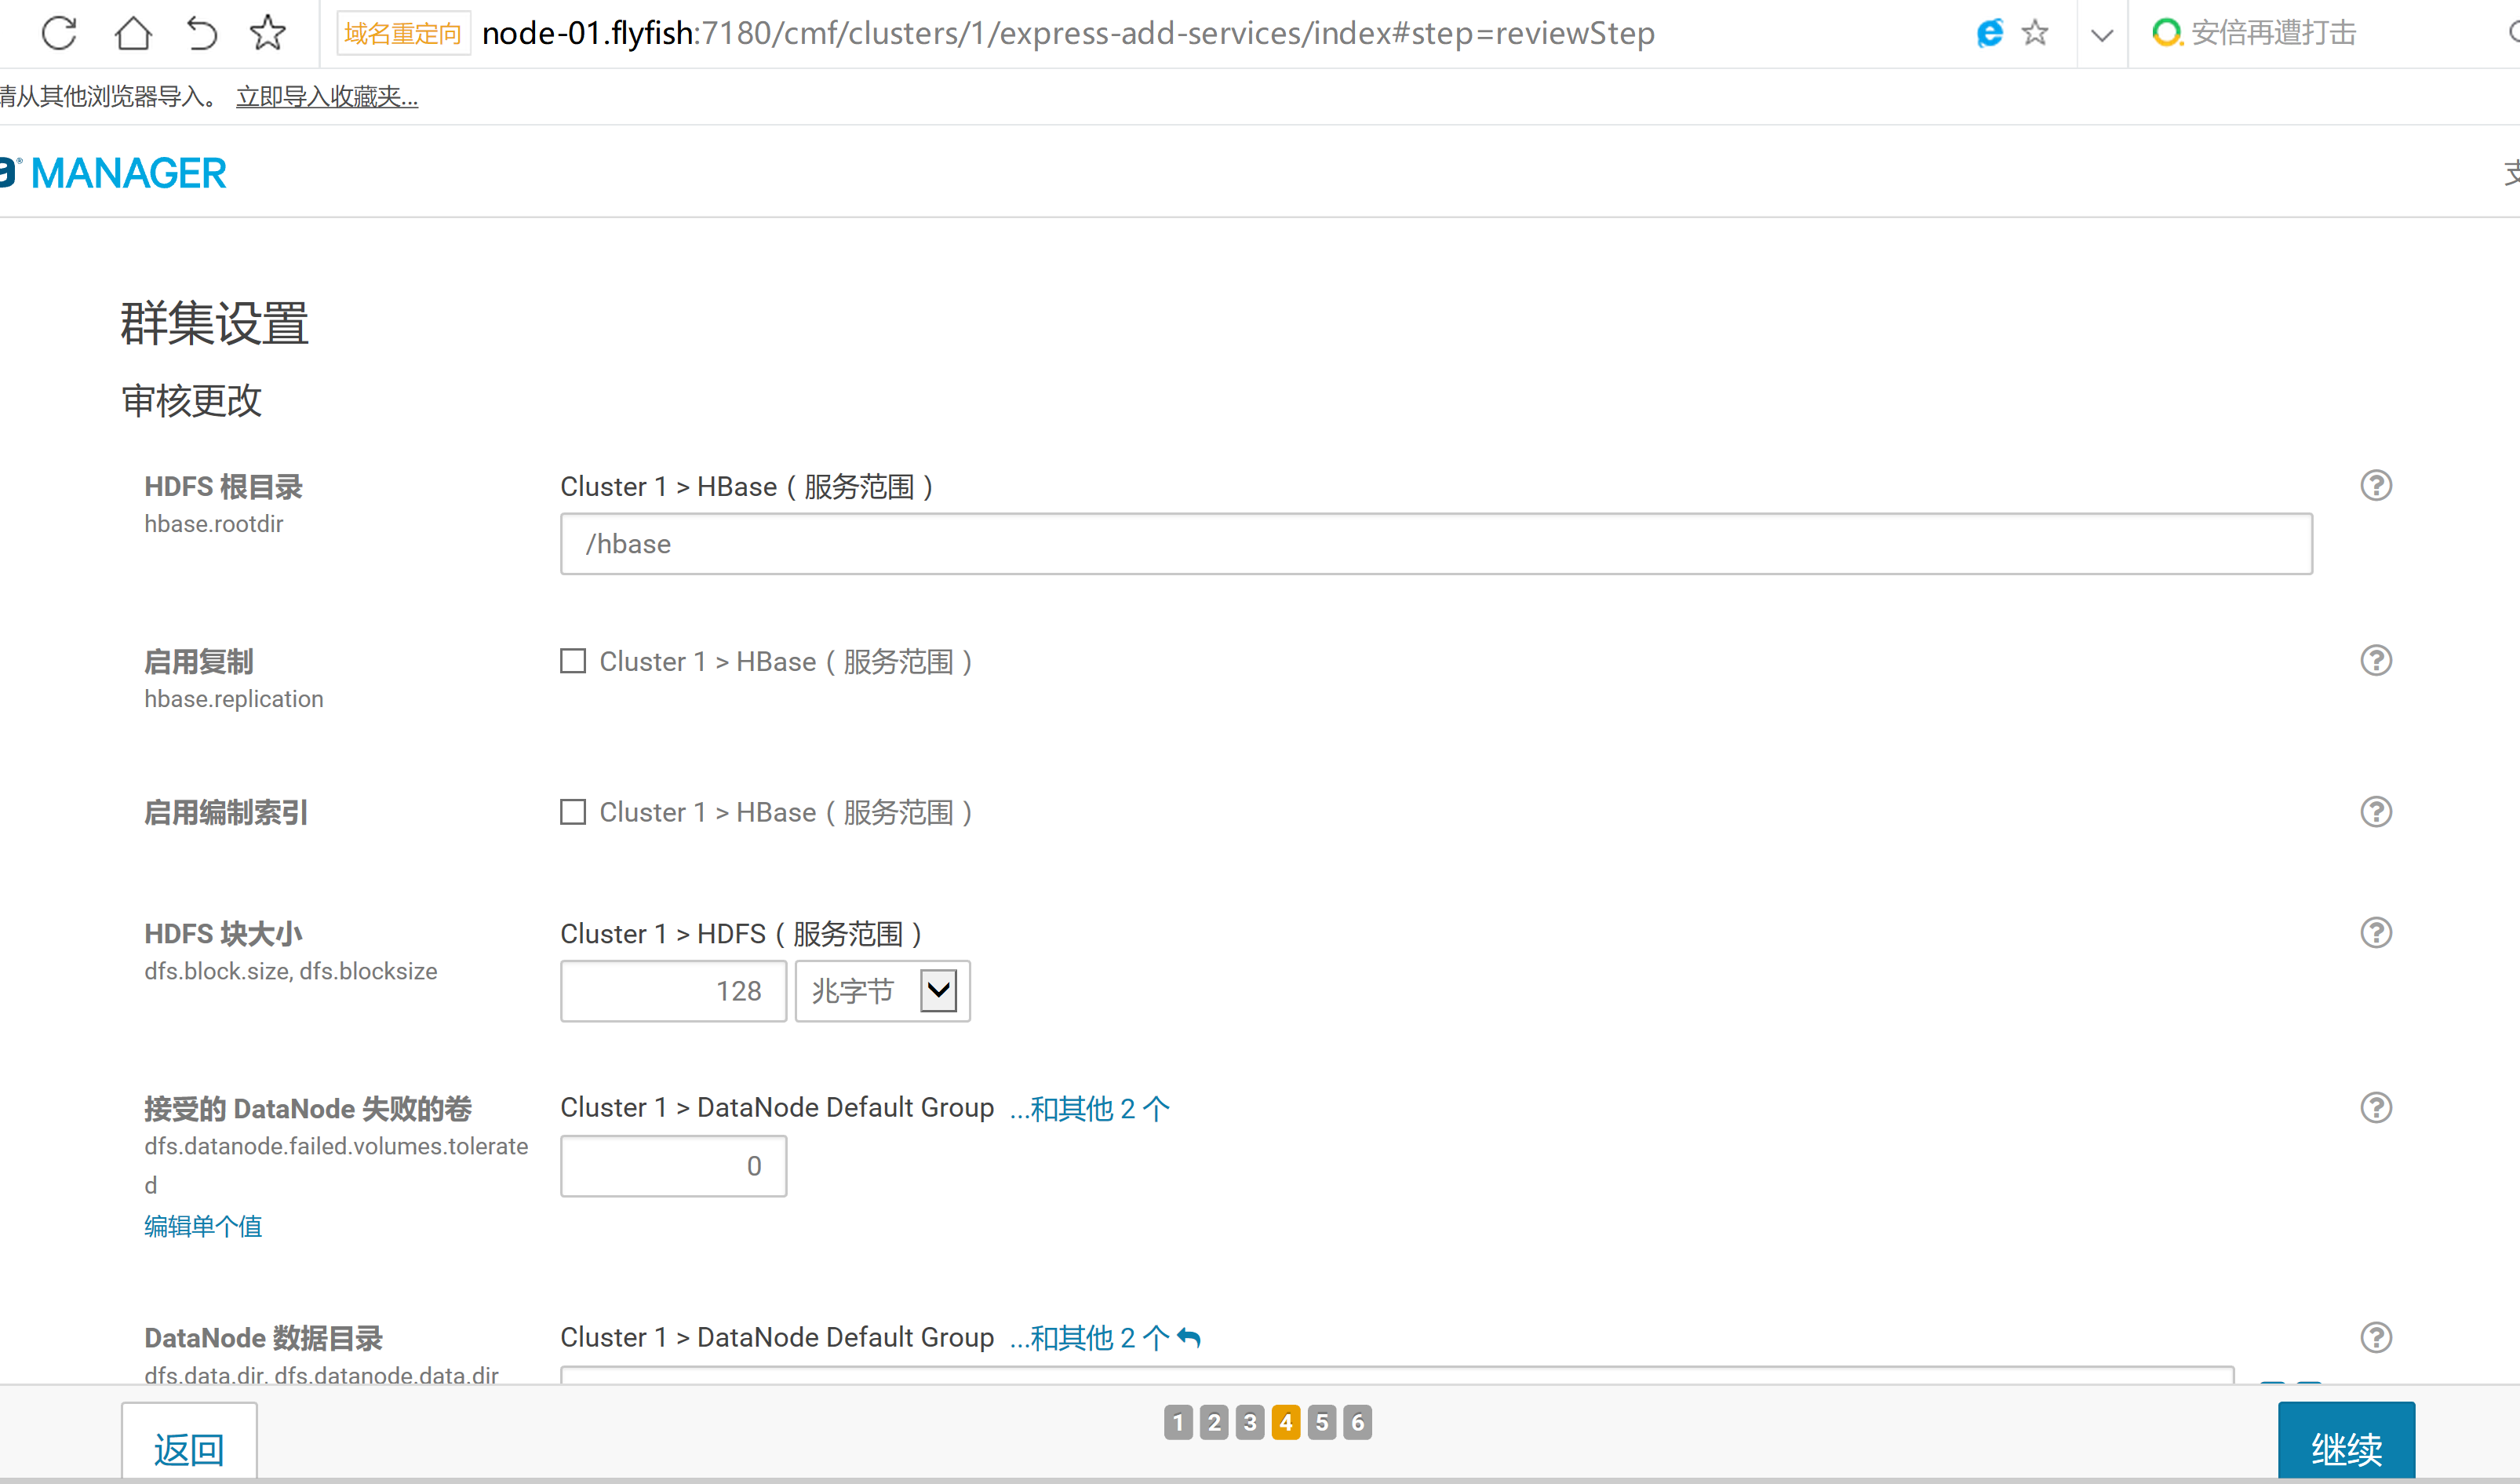 域名重定向 node-01.flyfish:7180/cmf/clusters/1/express-add-services/index#step=reviewStep 安倍再遭打击
请从其他浏览器导入。 立即导入收藏夹...
a® MANAGER 支
群集设置
审核更改
HDFS 根目录 Cluster 1 > HBase（服务范围）
hbase.rootdir
/hbase
启用复制 Cluster 1 > HBase（服务范围）
hbase.replication
启用编制索引 Cluster 1 > HBase（服务范围）
HDFS 块大小 Cluster 1 > HDFS（服务范围）
dfs.block.size, dfs.blocksize
128 兆字节
接受的 DataNode 失败的卷 Cluster 1 > DataNode Default Group ...和其他 2 个
dfs.datanode.failed.volumes.tolerate
d
0
编辑单个值
DataNode 数据目录 Cluster 1 > DataNode Default Group ...和其他 2 个
dfs.data.dir, dfs.datanode.data.dir
返回 1 2 3 4 5 6 继续